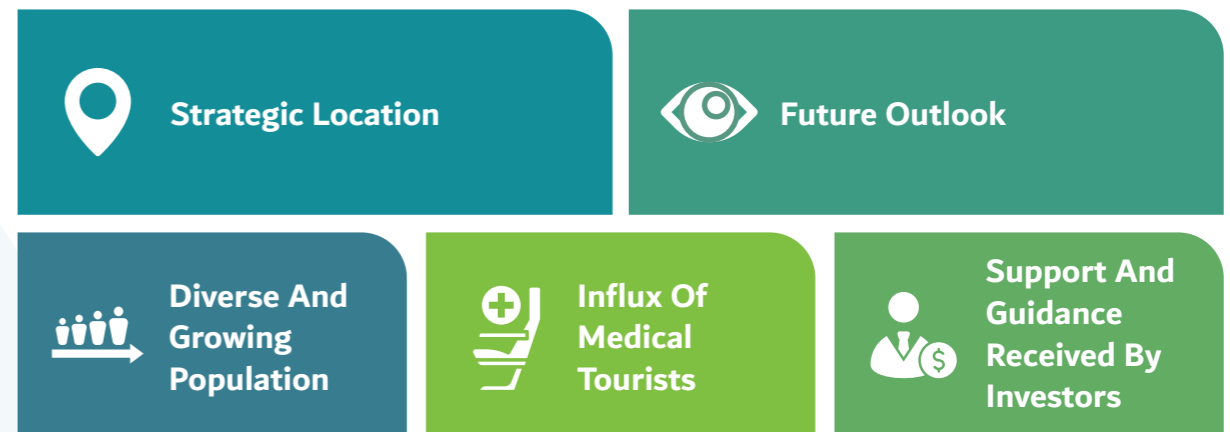 Strategic Location
Future Outlook
Diverse And
Growing
Population
Influx Of
Medical
Tourists
Support And
Guidance
Received By
Investors
$